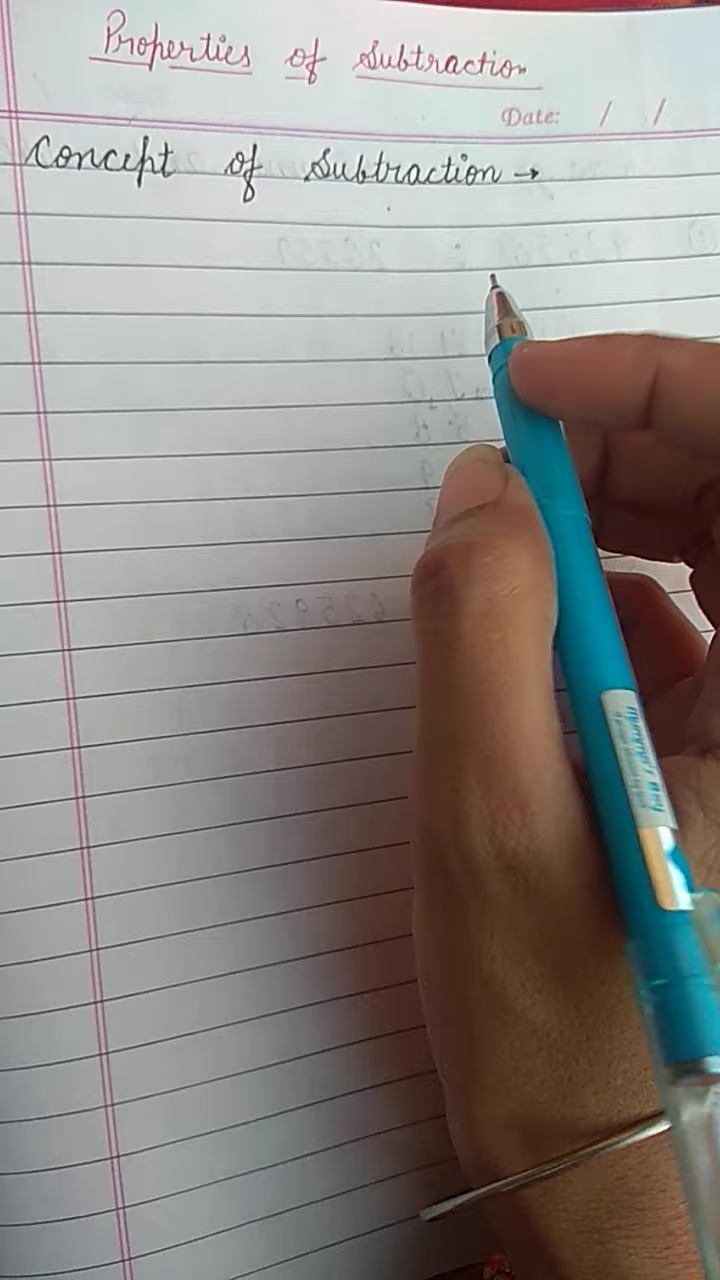 Properties of Subtraction
Date: / /
Concept of Subtraction →